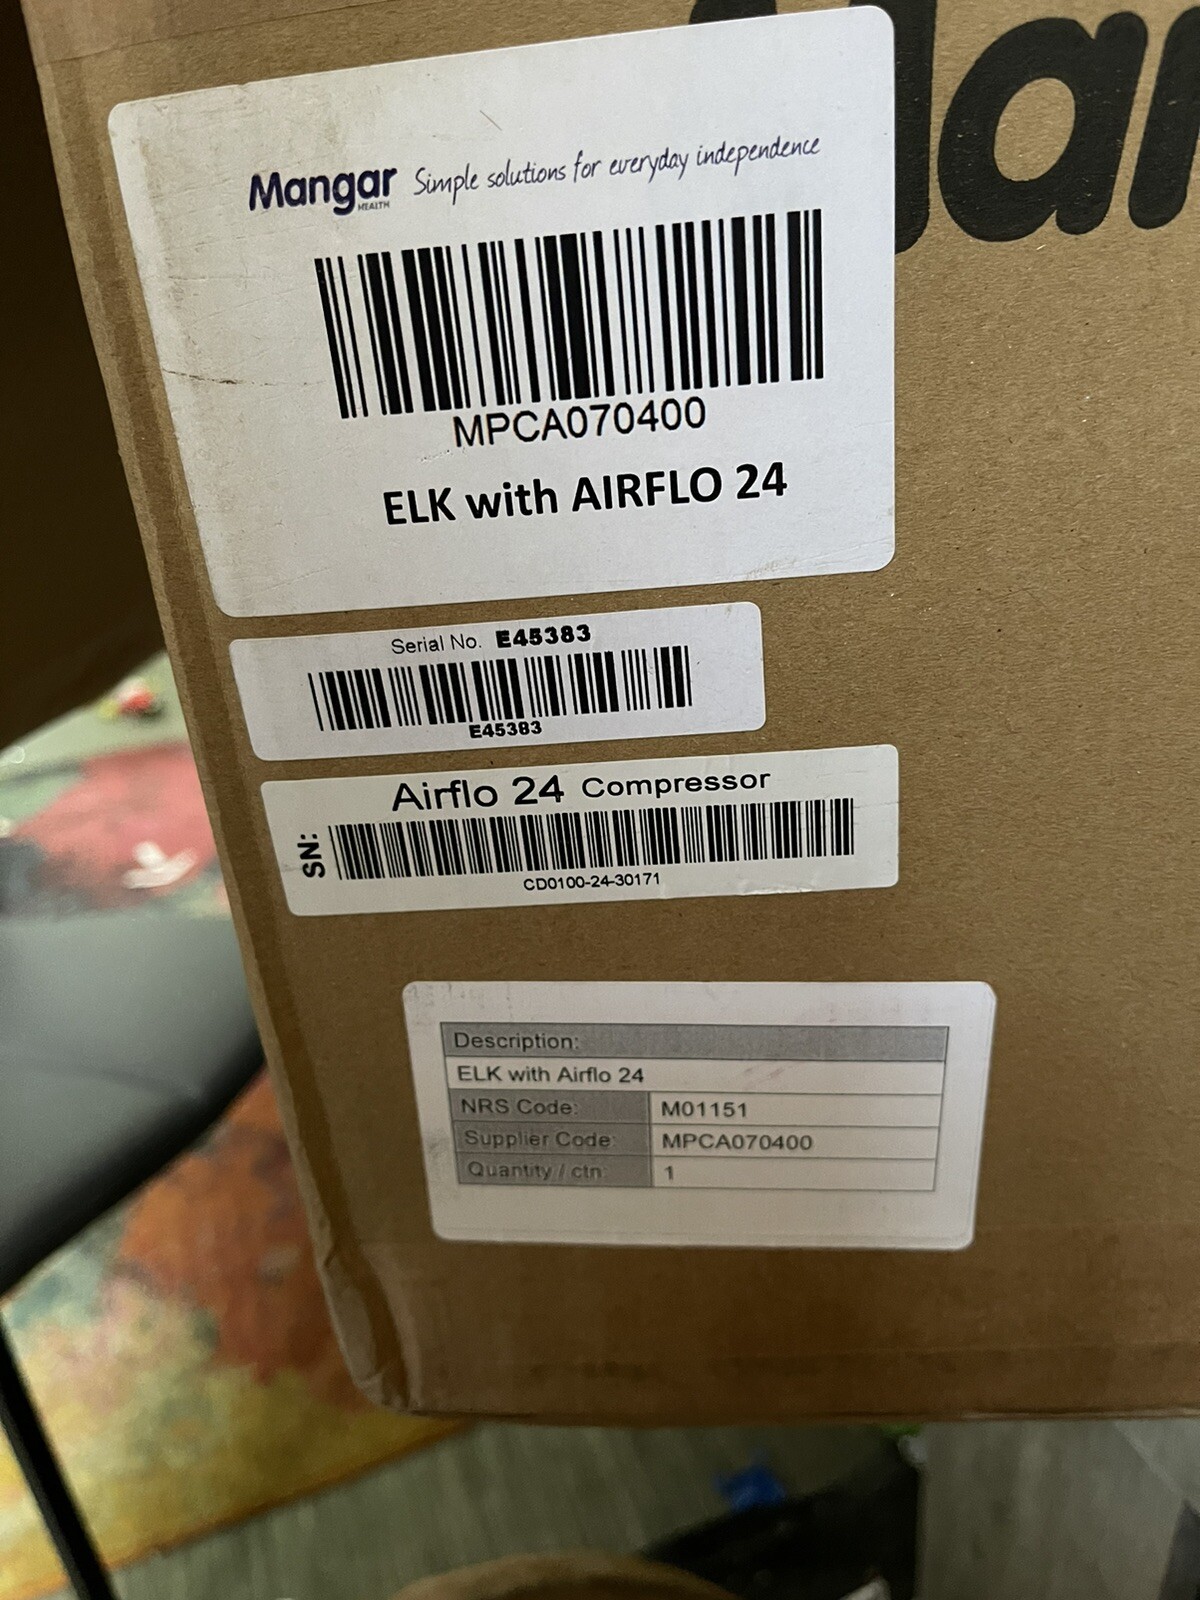 Mangar HEALTH Simple solutions for everyday independence
MPCA070400
ELK with AIRFLO 24
Serial No. E45383
E45383
Airflo 24 Compressor
SN:
CD0100-24-30171
Description:
ELK with Airflo 24
NRS Code: M01151
Supplier Code: MPCA070400
Quantity / ctn: 1